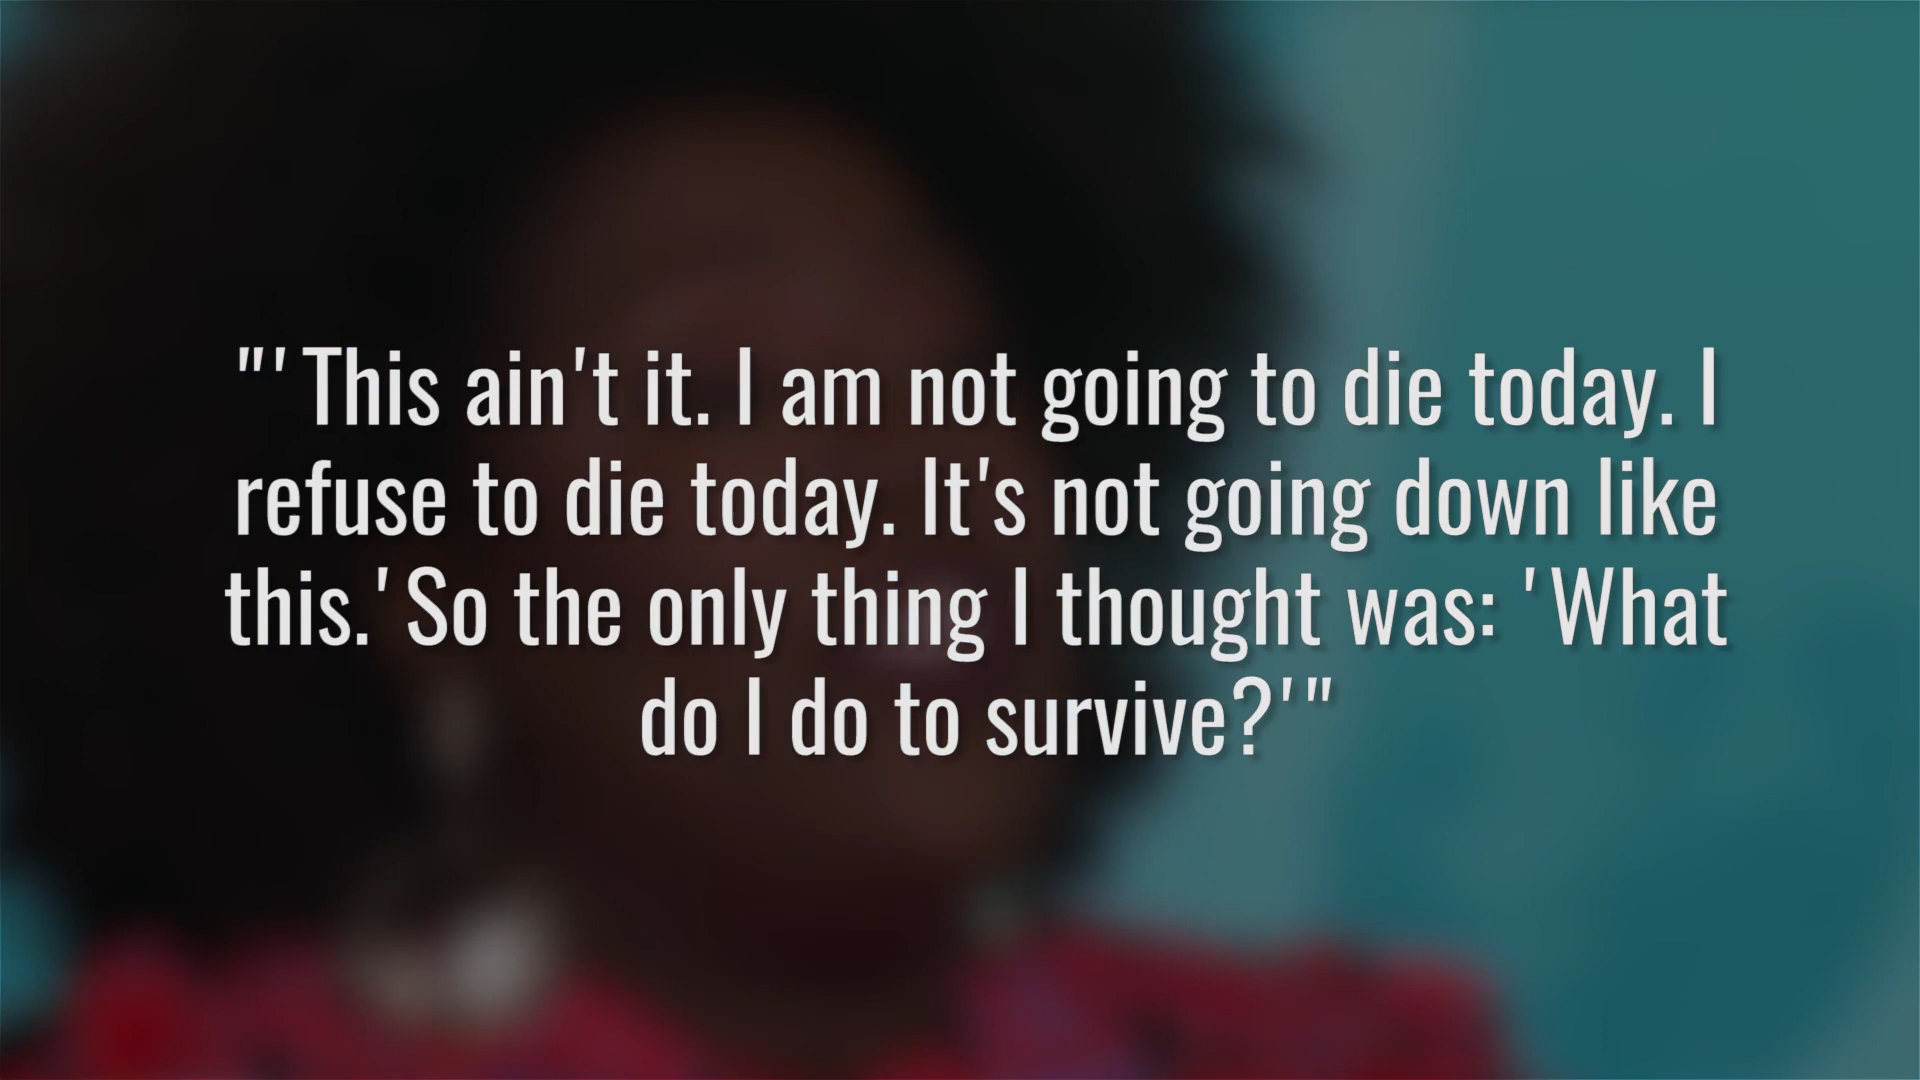 "'This ain't it. I am not going to die today. I
refuse to die today. It's not going down like
this.' So the only thing I thought was: 'What
do I do to survive?'"